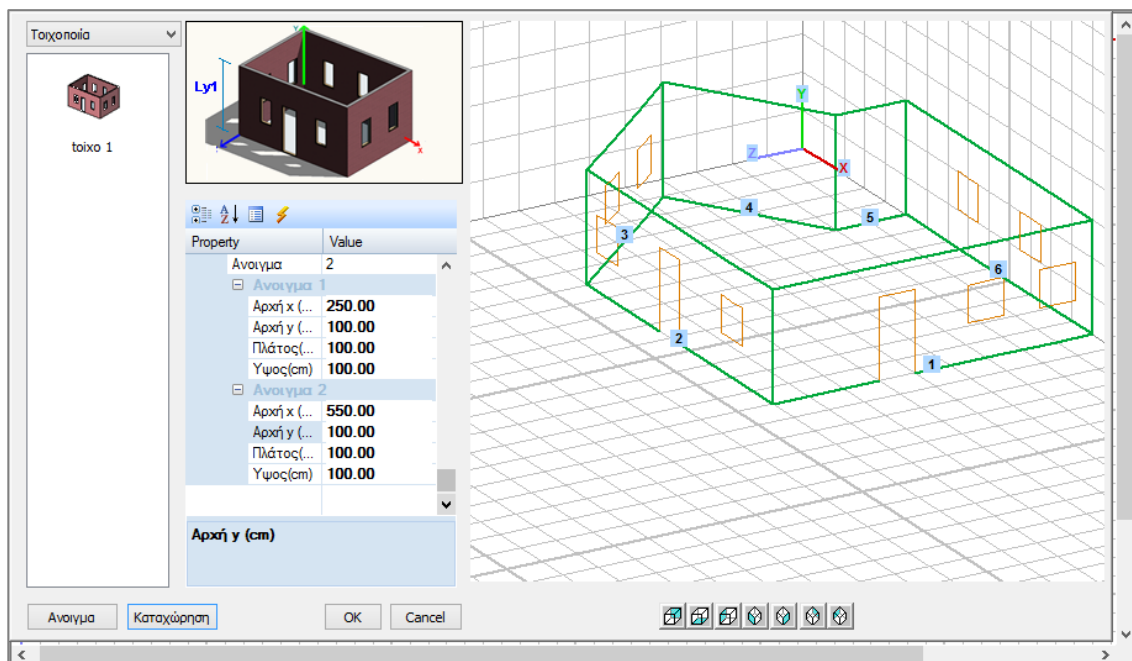 Τοιχοποιία
toixo 1
Y
Ly1
x
Property Value
Ανοιγμα 2
Ανοιγμα 1
Αρχή x (... 250.00
Αρχή y (... 100.00
Πλάτος(... 100.00
Υψος(cm) 100.00
Ανοιγμα 2
Αρχή x (... 550.00
Αρχή y (... 100.00
Πλάτος(... 100.00
Υψος(cm) 100.00
Αρχή y (cm)
Ανοιγμα Καταχώρηση OK Cancel
Y
Z
X
4
5
3
6
2
1